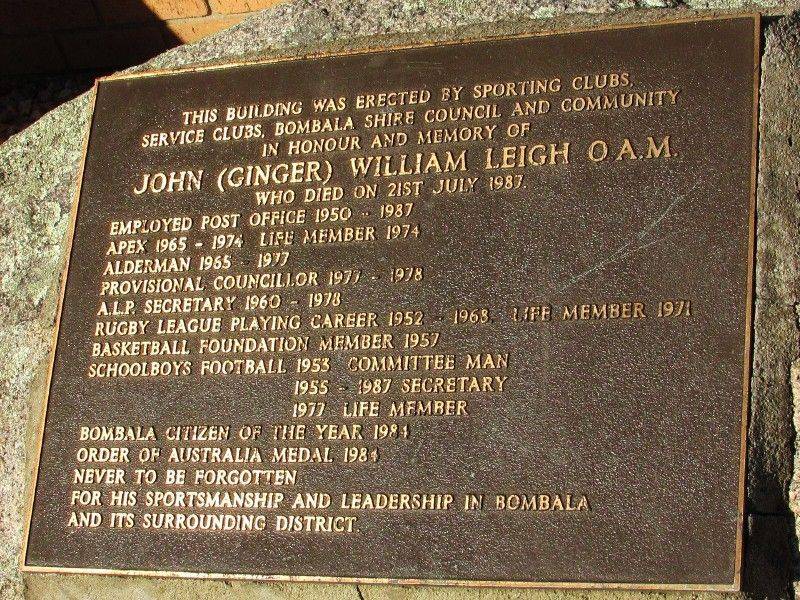 THIS BUILDING WAS ERECTED BY SPORTING CLUBS,
SERVICE CLUBS, BOMBALA SHIRE COUNCIL AND COMMUNITY
IN HONOUR AND MEMORY OF
JOHN (GINGER) WILLIAM LEIGH O.A.M.
WHO DIED ON 21ST JULY 1987.
EMPLOYED POST OFFICE 1950 - 1987
APEX 1965 - 1974 LIFE MEMBER 1974
ALDERMAN 1965 - 1977
PROVISIONAL COUNCILLOR 1977 - 1978
A.L.P. SECRETARY 1960 - 1978
RUGBY LEAGUE PLAYING CAREER 1952 - 1968. LIFE MEMBER 1971
BASKETBALL FOUNDATION MEMBER 1957
SCHOOLBOYS FOOTBALL 1953 COMMITTEE MAN
1955 - 1987 SECRETARY
1977 LIFE MEMBER
BOMBALA CITIZEN OF THE YEAR 1984
ORDER OF AUSTRALIA MEDAL 1984
NEVER TO BE FORGOTTEN
FOR HIS SPORTSMANSHIP AND LEADERSHIP IN BOMBALA
AND ITS SURROUNDING DISTRICT